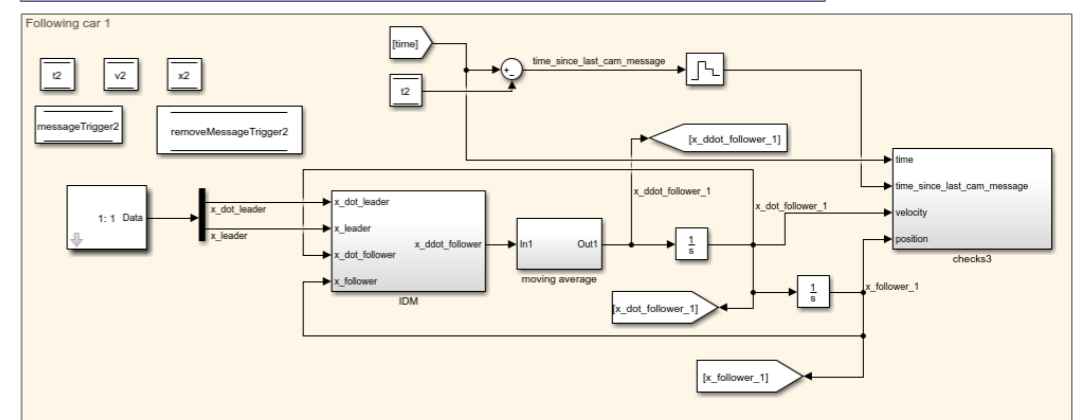 Following car 1
[time]
t2
v2
x2
t2
+
-
time_since_last_cam_message
messageTrigger2
removeMessageTrigger2
[x_ddot_follower_1]
time
time_since_last_cam_message
velocity
position
checks3
1: 1 Data
x_dot_leader
x_leader
x_dot_leader
x_leader
x_dot_follower
x_follower
x_ddot_follower
IDM
In1 Out1
moving average
x_ddot_follower_1
1
s
x_dot_follower_1
1
s
x_follower_1
[x_dot_follower_1]
[x_follower_1]